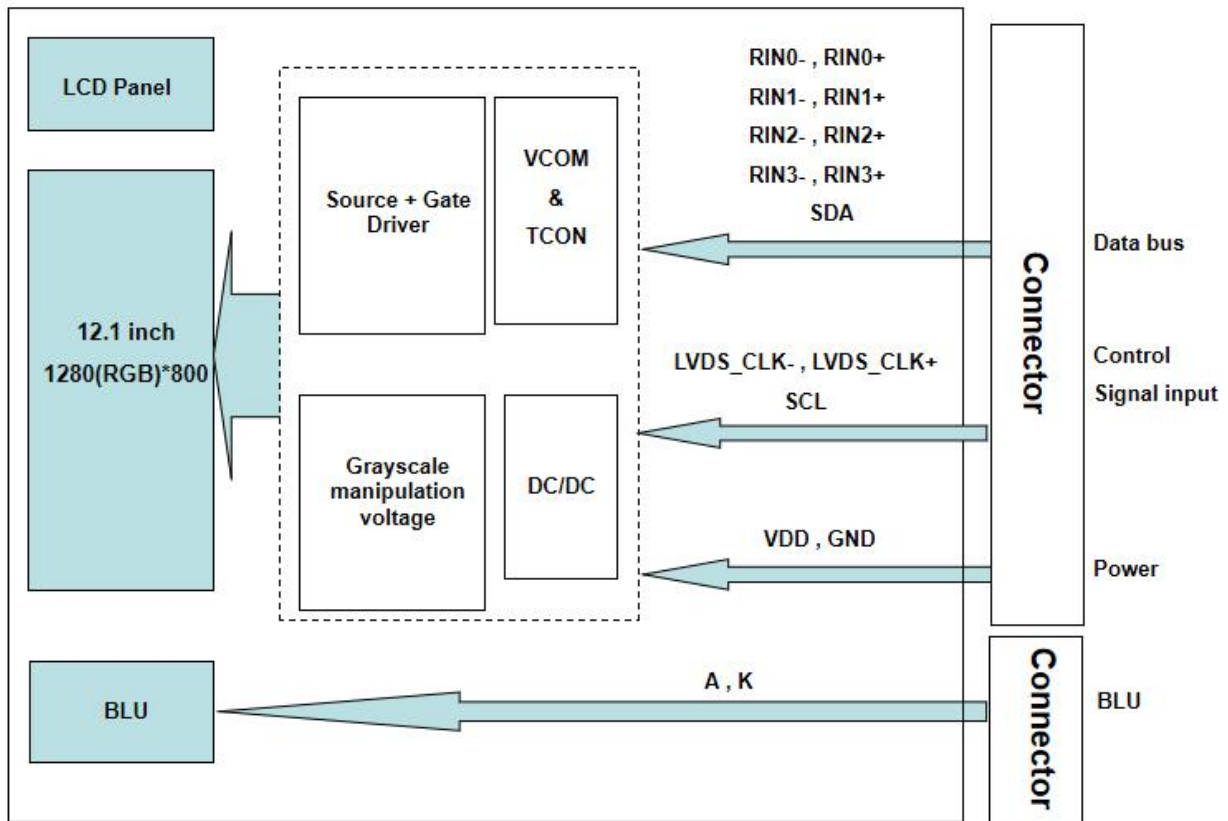 LCD Panel
12.1 inch
1280(RGB)*800
BLU
Source + Gate
Driver
VCOM
&
TCON
Grayscale
manipulation
voltage
DC/DC
RIN0- , RIN0+
RIN1- , RIN1+
RIN2- , RIN2+
RIN3- , RIN3+
SDA
LVDS_CLK- , LVDS_CLK+
SCL
VDD , GND
A , K
Connector
Connector
Data bus
Control
Signal input
Power
BLU